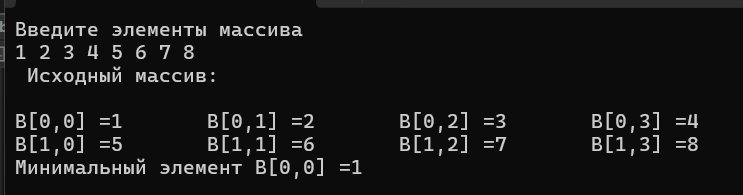 Введите элементы массива
1 2 3 4 5 6 7 8
Исходный массив:
B[0,0] =1 B[0,1] =2 B[0,2] =3 B[0,3] =4
B[1,0] =5 B[1,1] =6 B[1,2] =7 B[1,3] =8
Минимальный элемент B[0,0] =1